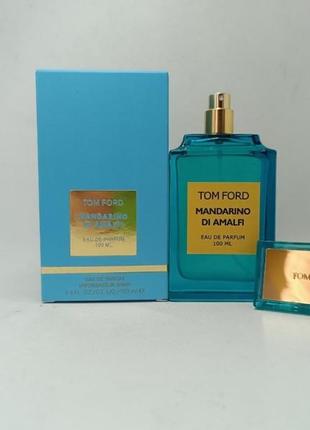 TOM FORD
MANDARINO
DI AMALFI
EAU DE PARFUM
100 ML
EAU DE PARFUM
TOM FORD
MANDARINO
DI AMALFI
EAU DE PARFUM
100 ML